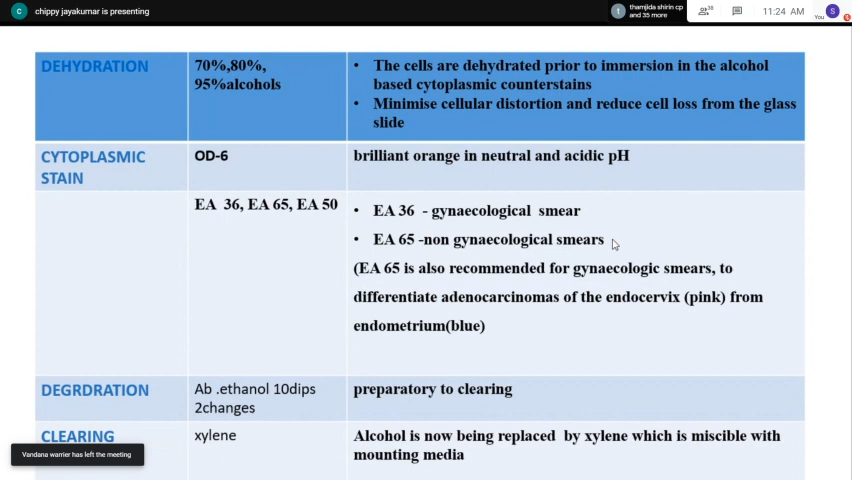 C chippy jayakumar is presenting
t thamjida shirin cp
and 35 more
36
11:24 AM
You S
DEHYDRATION 70%,80%, • The cells are dehydrated prior to immersion in the alcohol
95%alcohols based cytoplasmic counterstains
• Minimise cellular distortion and reduce cell loss from the glass
slide
CYTOPLASMIC OD-6 brilliant orange in neutral and acidic pH
STAIN
EA 36, EA 65, EA 50 • EA 36 - gynaecological smear
• EA 65 -non gynaecological smears
(EA 65 is also recommended for gynaecologic smears, to
differentiate adenocarcinomas of the endocervix (pink) from
endometrium(blue)
DEGRDRATION Ab .ethanol 10dips preparatory to clearing
2changes
CLEARING xylene Alcohol is now being replaced by xylene which is miscible with
mounting media
Vandana warrier has left the meeting